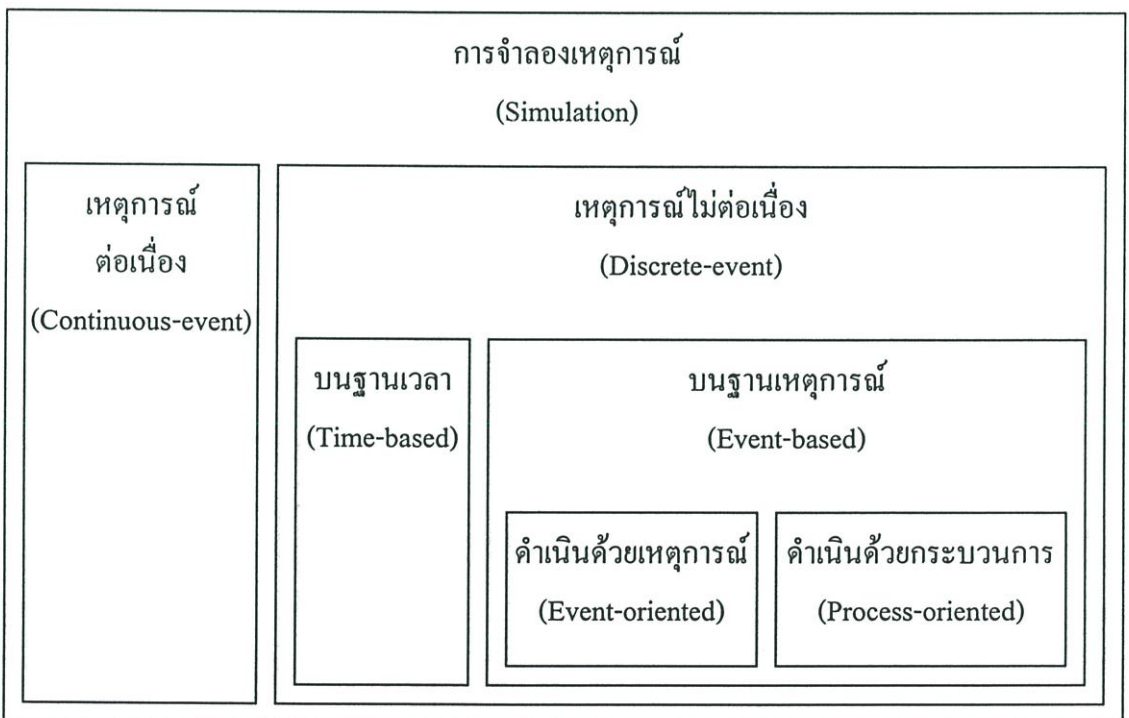 การจำลองเหตุการณ์
(Simulation)
เหตุการณ์
ต่อเนื่อง
(Continuous-event)
เหตุการณ์ไม่ต่อเนื่อง
(Discrete-event)
บนฐานเวลา
(Time-based)
บนฐานเหตุการณ์
(Event-based)
ดำเนินด้วยเหตุการณ์
(Event-oriented)
ดำเนินด้วยกระบวนการ
(Process-oriented)